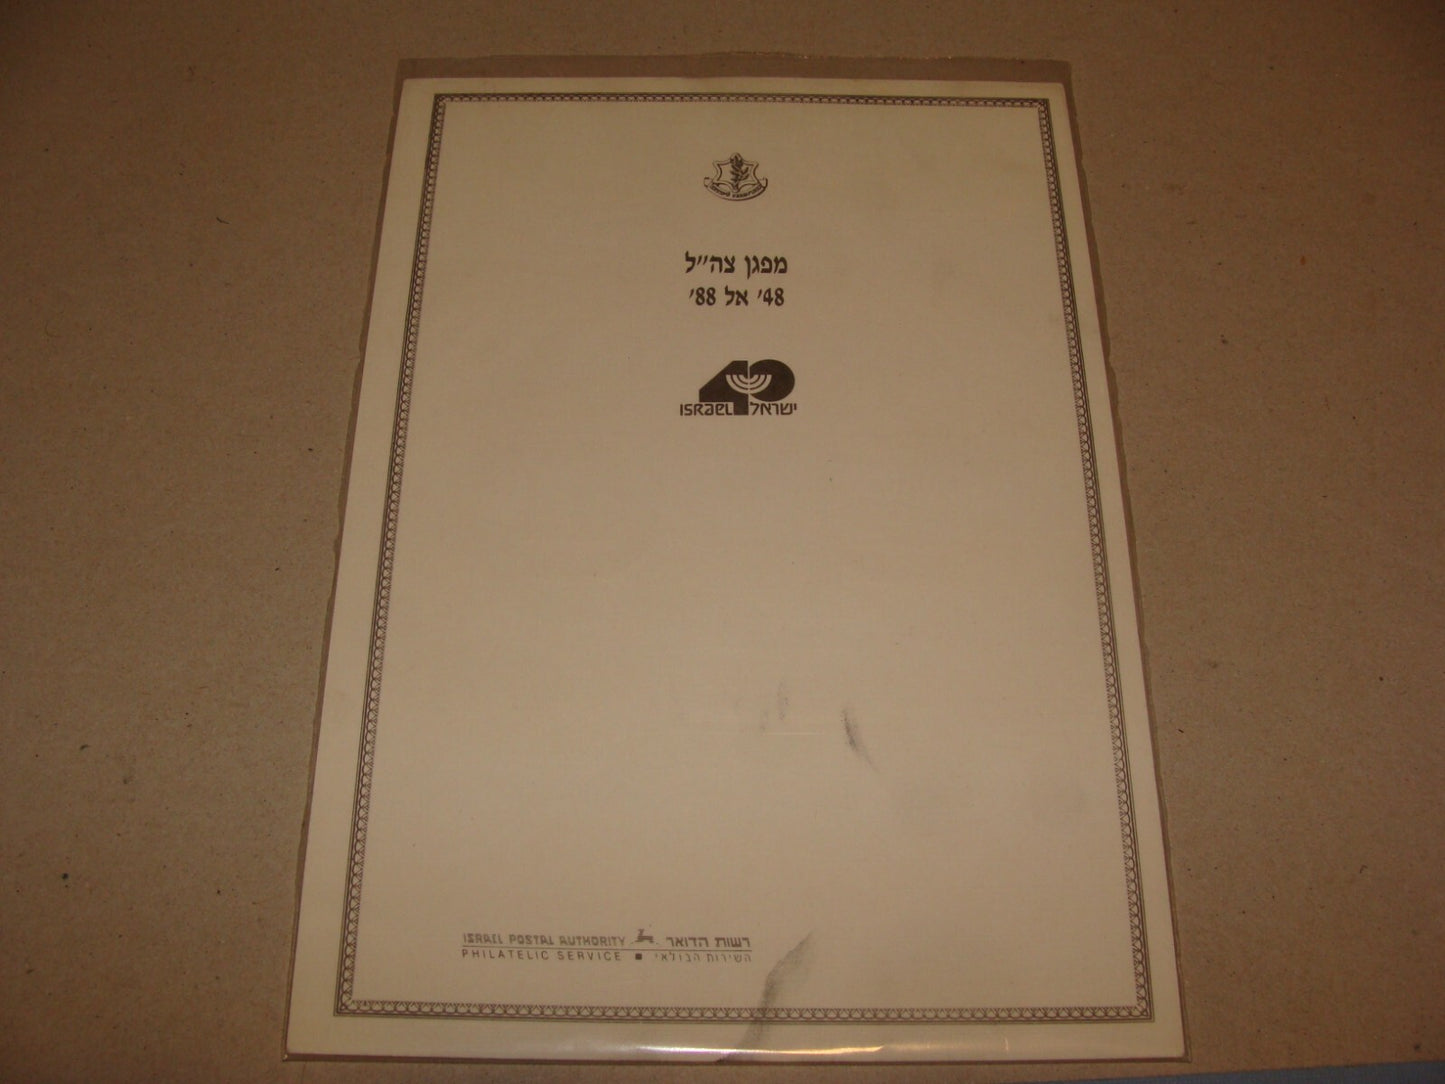 מפגן צה״ל
48׳ אל 88׳
40
ISRAEL ישראל
ISRAEL POSTAL AUTHORITY רשות הדואר
PHILATELIC SERVICE ▪ השירות הבולאי